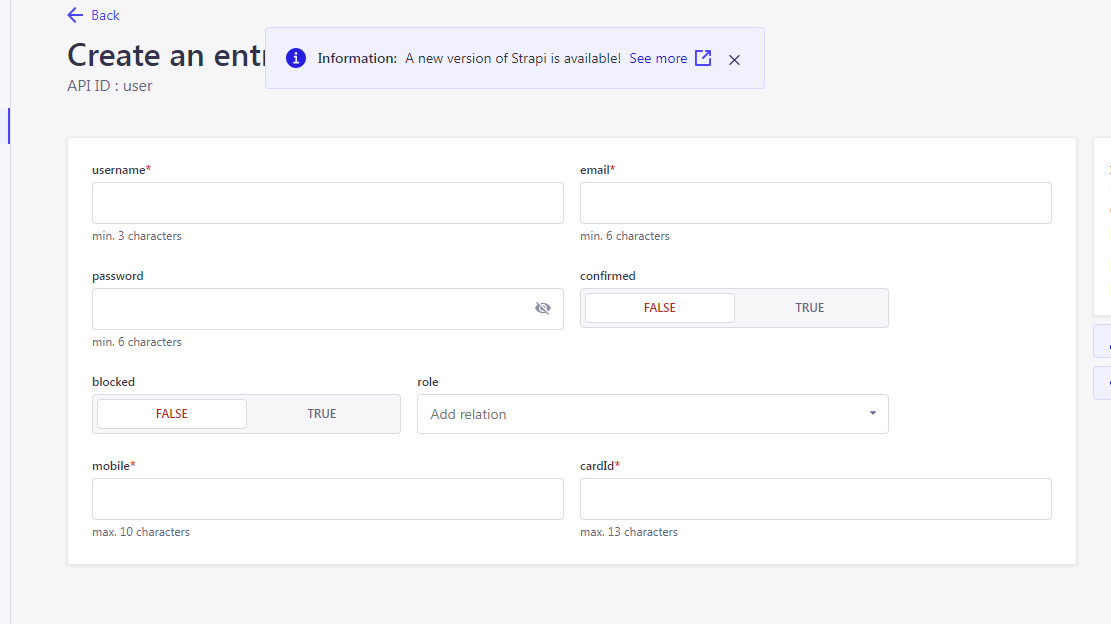 Back
Create an entr
Information: A new version of Strapi is available! See more
API ID : user
username*
email*
min. 3 characters
min. 6 characters
password
confirmed
FALSE
TRUE
min. 6 characters
blocked
role
FALSE
TRUE
Add relation
mobile*
cardId*
max. 10 characters
max. 13 characters